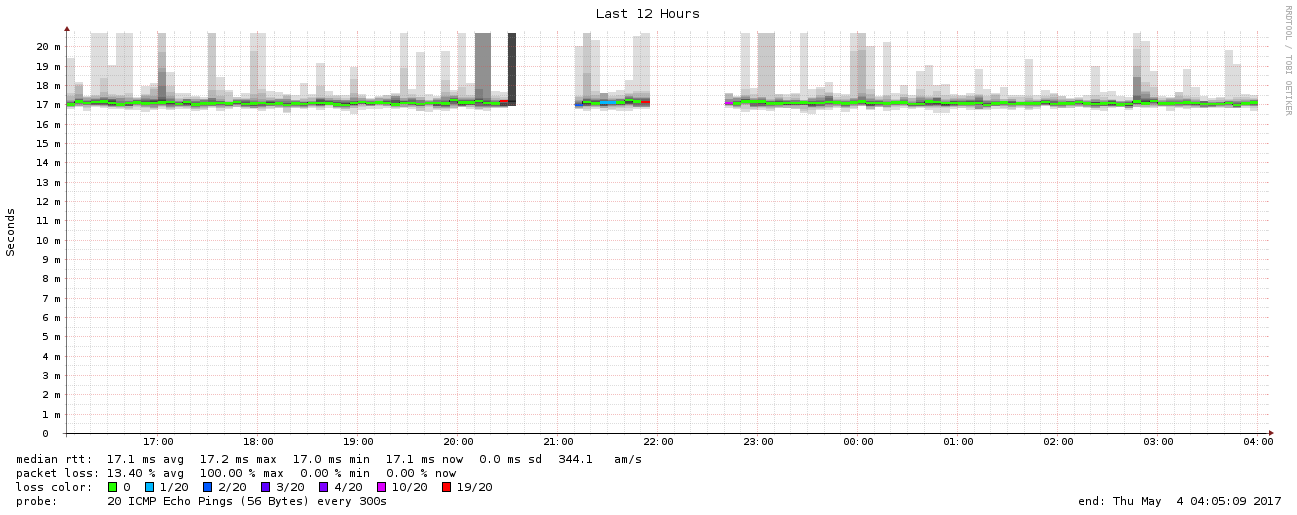 Last 12 Hours
RRDTOOL / TOBI OETIKER
Seconds
20 m
19 m
18 m
17 m
16 m
15 m
14 m
13 m
12 m
11 m
10 m
9 m
8 m
7 m
6 m
5 m
4 m
3 m
2 m
1 m
0
17:00 18:00 19:00 20:00 21:00 22:00 23:00 00:00 01:00 02:00 03:00 04:00
median rtt: 17.1 ms avg 17.2 ms max 17.0 ms min 17.1 ms now 0.0 ms sd 344.1 am/s
packet loss: 13.40 % avg 100.00 % max 0.00 % min 0.00 % now
loss color: 0 1/20 2/20 3/20 4/20 10/20 19/20
probe: 20 ICMP Echo Pings (56 Bytes) every 300s end: Thu May 4 04:05:09 2017